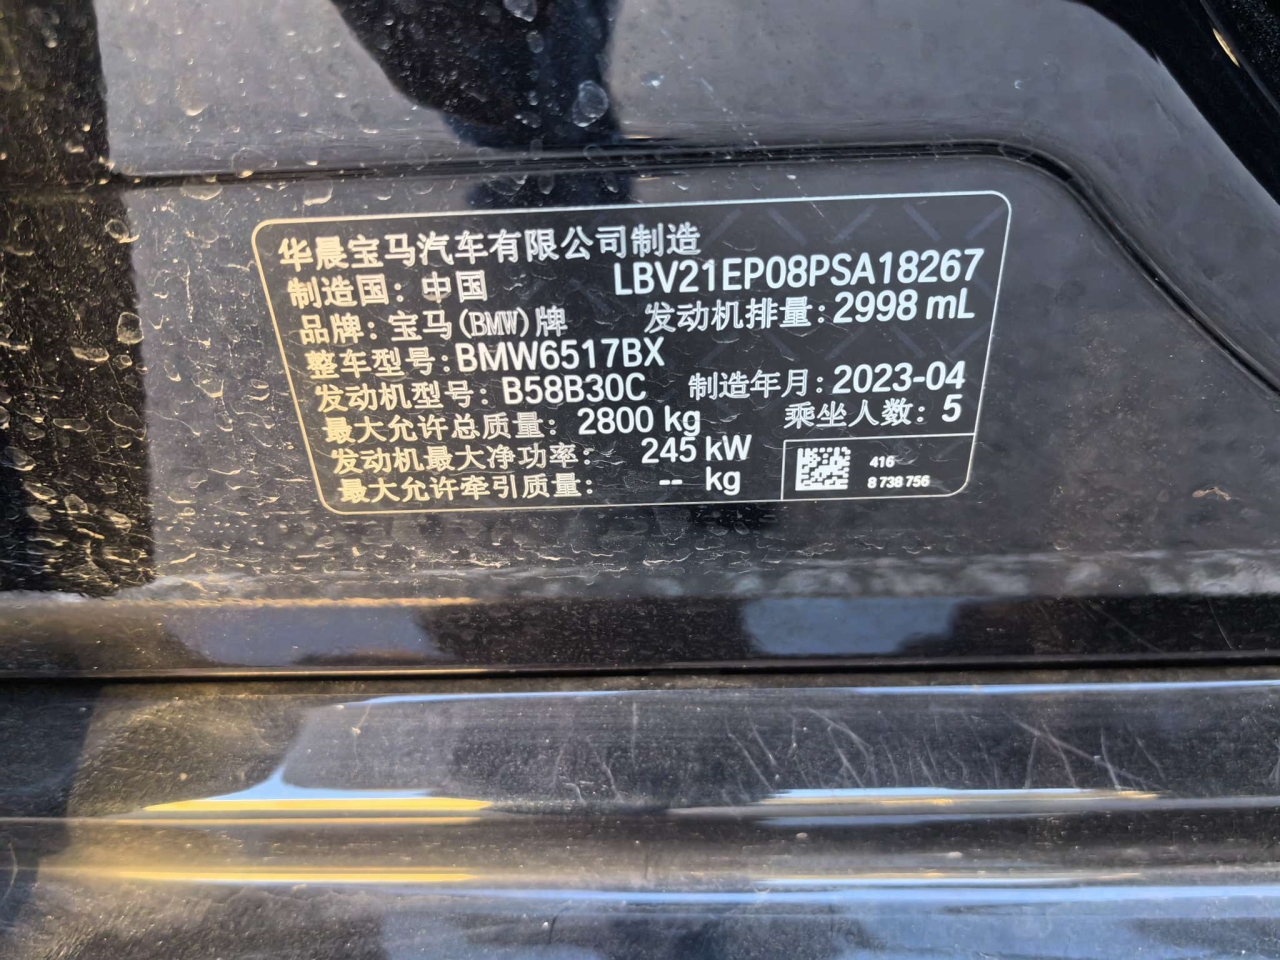 华晨宝马汽车有限公司制造
制造国：中国 LBV21EP08PSA18267
品牌：宝马(BMW)牌 发动机排量：2998 mL
整车型号：BMW6517BX
发动机型号：B58B30C 制造年月：2023-04
最大允许总质量：2800 kg 乘坐人数：5
发动机最大净功率：245 kW
最大允许牵引质量：-- kg
416
8 738 756